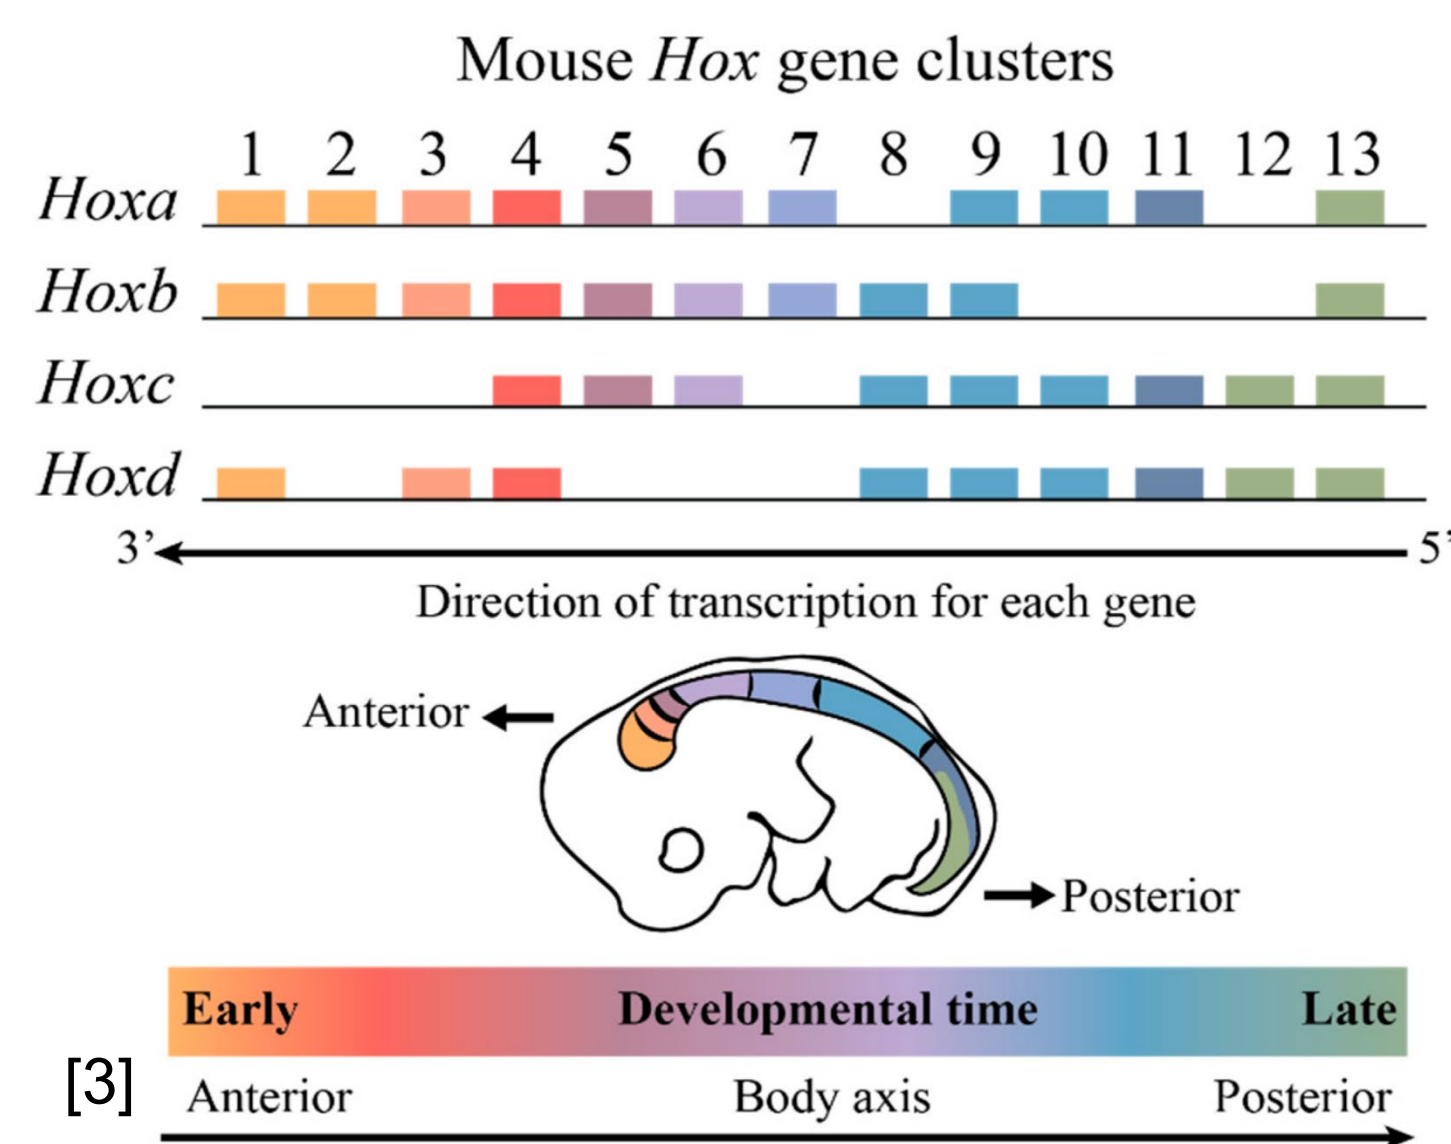 Mouse Hox gene clusters
1 2 3 4 5 6 7 8 9 10 11 12 13
Hoxa
Hoxb
Hoxc
Hoxd
3’ 5’
Direction of transcription for each gene
Anterior
Posterior
Early Developmental time Late
[3]
Anterior Body axis Posterior